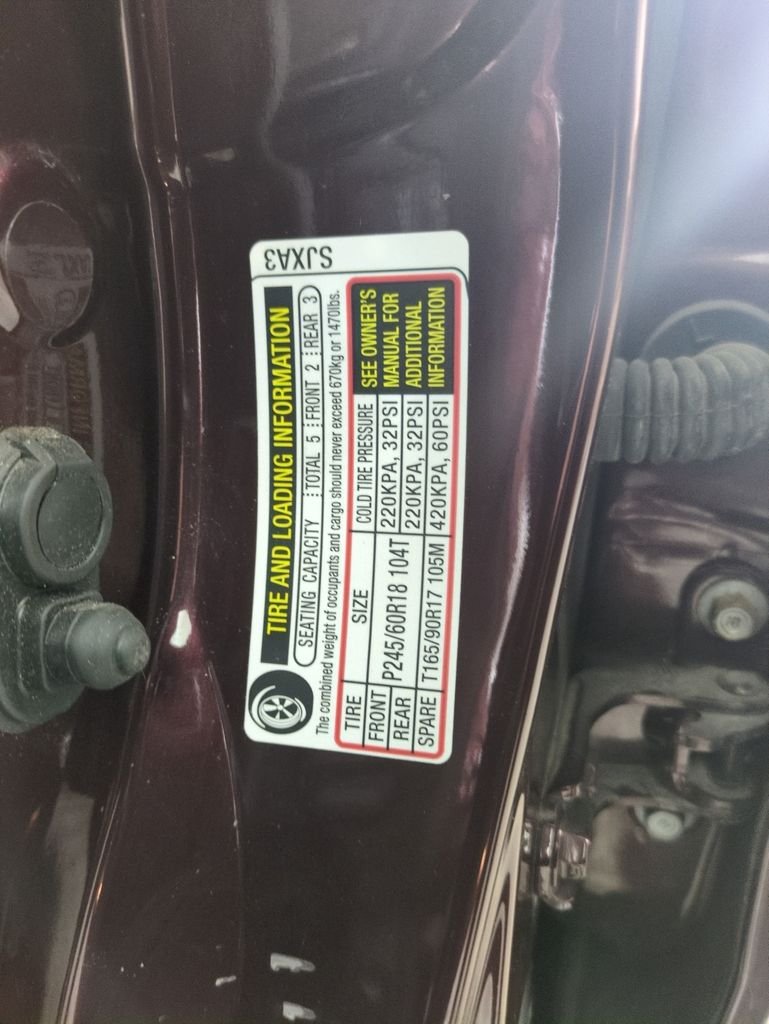 SJXA3
TIRE AND LOADING INFORMATION
SEATING CAPACITY TOTAL 5 FRONT 2 REAR 3
The combined weight of occupants and cargo should never exceed 670kg or 1470lbs.
TIRE SIZE COLD TIRE PRESSURE
FRONT P245/60R18 104T 220KPA, 32PSI
REAR 220KPA, 32PSI
SPARE T165/90R17 105M 420KPA, 60PSI
SEE OWNER'S
MANUAL FOR
ADDITIONAL
INFORMATION